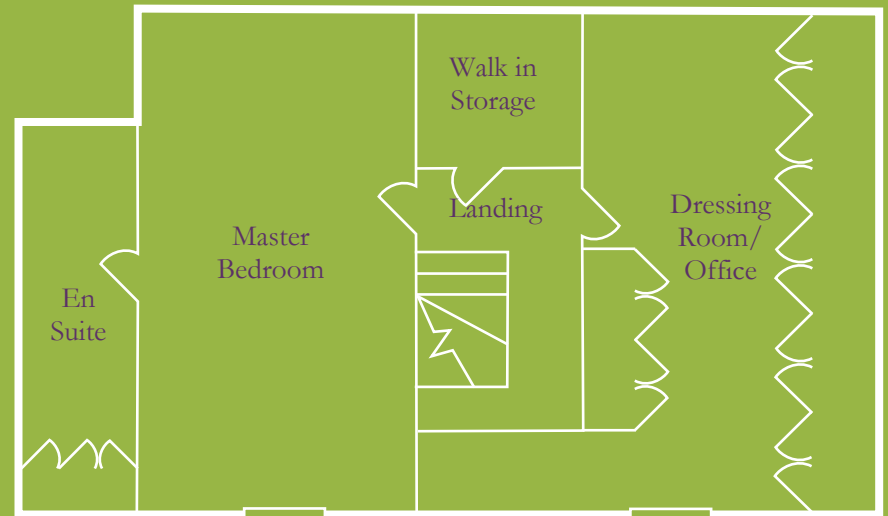 Walk in
Storage
Landing
Dressing
Room/
Office
Master
Bedroom
En
Suite